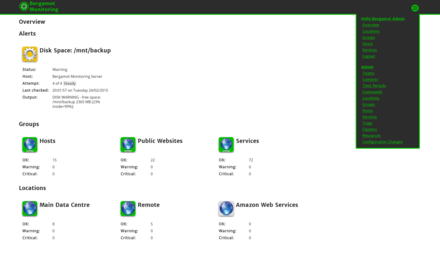 Bergamot
Monitoring
Overview
Alerts
Disk Space: /mnt/backup
Status: Warning
Host: Bergamot Monitoring Server
Attempt: 4 of 4 (Steady)
Last checked: 20:01:57 on Tuesday 24/02/2015
Output: DISK WARNING - free space:
/mnt/backup 2365 MB (23%
inode=99%):
Groups
Hosts
OK: 15
Warning: 0
Critical: 0
Public Websites
OK: 22
Warning: 0
Critical: 0
Services
OK: 72
Warning: 0
Critical: 0
Locations
Main Data Centre
OK: 8
Warning: 0
Critical: 0
Remote
OK: 5
Warning: 0
Critical: 0
Amazon Web Services
OK: 0
Warning: 0
Critical: 0
Hello Bergamot Admin
Overview
Locations
Groups
Hosts
Services
Logout
Admin
Teams
Contacts
Time Periods
Commands
Locations
Groups
Hosts
Services
Traps
Clusters
Resources
Configuration Changes